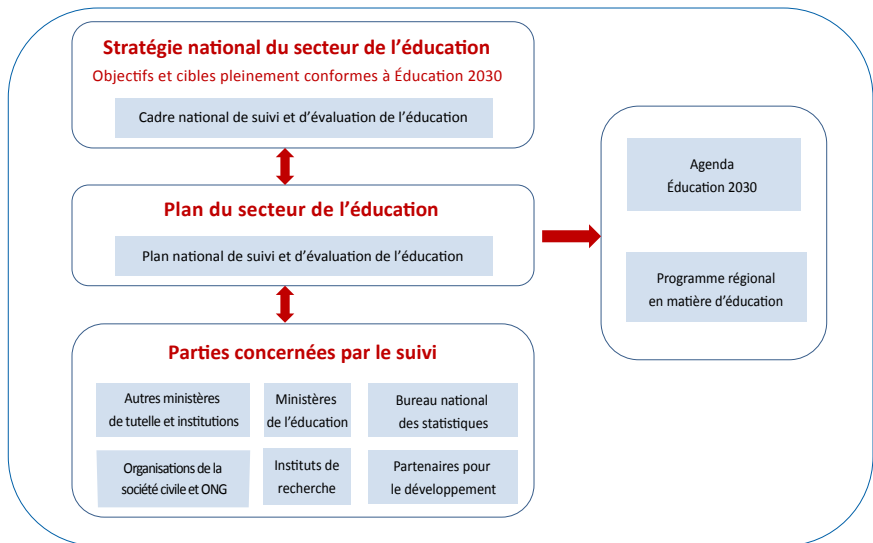 Stratégie national du secteur de l'éducation
Objectifs et cibles pleinement conformes à Éducation 2030
Cadre national de suivi et d'évaluation de l'éducation
Plan du secteur de l'éducation
Plan national de suivi et d'évaluation de l'éducation
Agenda
Éducation 2030
Programme régional
en matière d'éducation
Parties concernées par le suivi
Autres ministères
de tutelle et institutions
Ministères
de l'éducation
Bureau national
des statistiques
Organisations de la
société civile et ONG
Instituts de
recherche
Partenaires pour
le développement